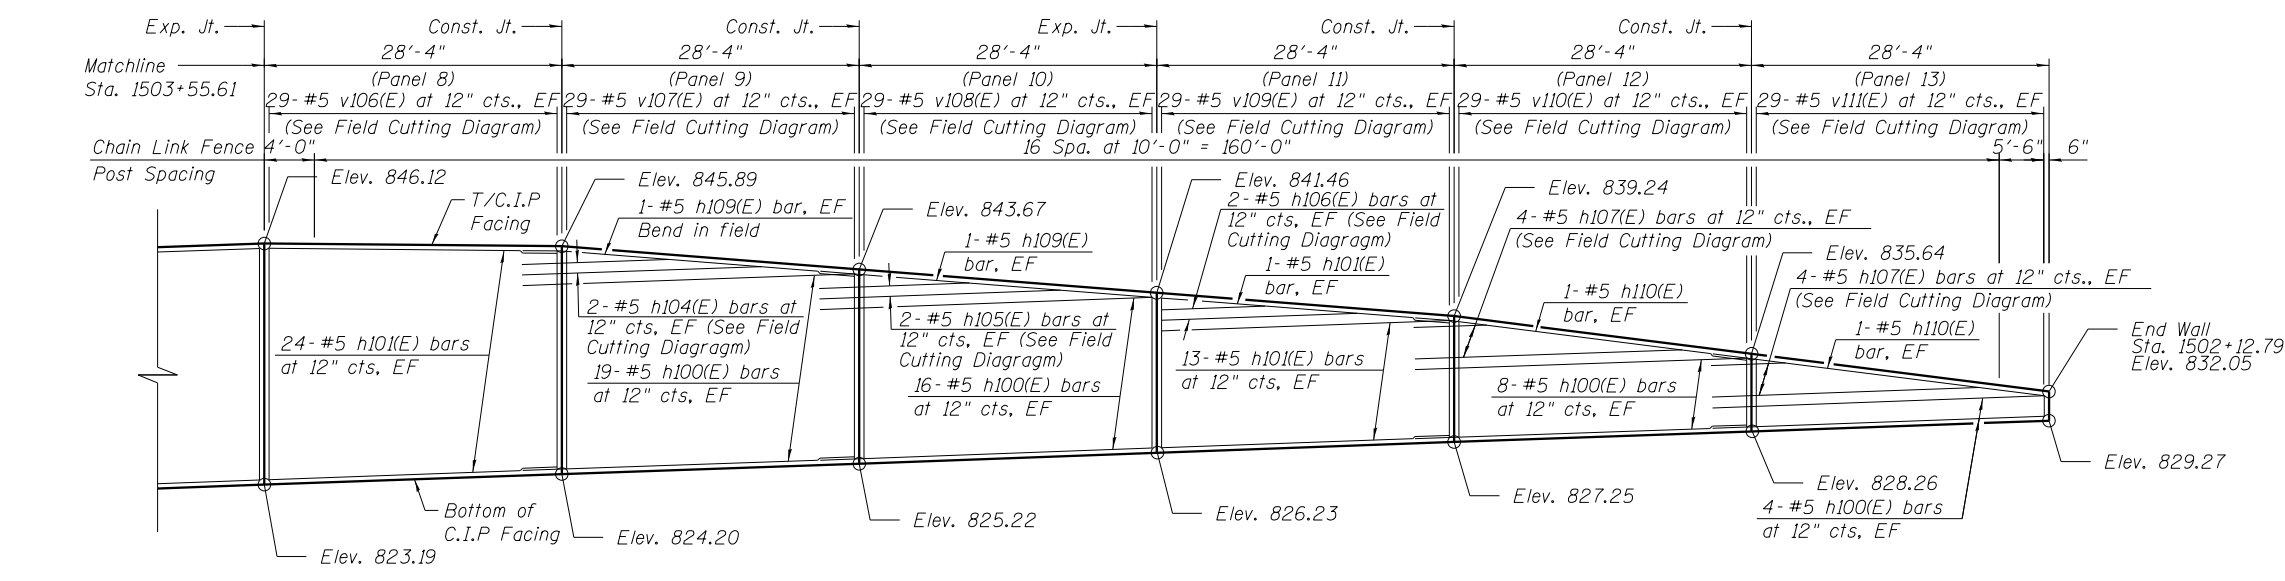 Exp. Jt.
Const. Jt.
Const. Jt.
Exp. Jt.
Const. Jt.
Const. Jt.
28'-4"
28'-4"
28'-4"
28'-4"
28'-4"
28'-4"
Matchline
Sta. 1503+55.61
(Panel 8)
(Panel 9)
(Panel 10)
(Panel 11)
(Panel 12)
(Panel 13)
29-#5 v106(E) at 12" cts., EF
29-#5 v107(E) at 12" cts., EF
29-#5 v108(E) at 12" cts., EF
29-#5 v109(E) at 12" cts., EF
29-#5 v110(E) at 12" cts., EF
29-#5 v111(E) at 12" cts., EF
(See Field Cutting Diagram)
(See Field Cutting Diagram)
(See Field Cutting Diagram)
(See Field Cutting Diagram)
(See Field Cutting Diagram)
(See Field Cutting Diagram)
Chain Link Fence
Post Spacing
4'-0"
16 Spa. at 10'-0" = 160'-0"
5'-6"
6"
Elev. 846.12
T/C.I.P
Facing
Elev. 845.89
1-#5 h109(E) bar, EF
Bend in field
Elev. 843.67
1-#5 h109(E)
bar, EF
Elev. 841.46
2-#5 h106(E) bars at
12" cts, EF (See Field
Cutting Diagragm)
1-#5 h101(E)
bar, EF
Elev. 839.24
4-#5 h107(E) bars at 12" cts., EF
(See Field Cutting Diagram)
1-#5 h110(E)
bar, EF
Elev. 835.64
4-#5 h107(E) bars at 12" cts., EF
(See Field Cutting Diagram)
1-#5 h110(E)
bar, EF
End Wall
Sta. 1502+12.79
Elev. 832.05
24-#5 h101(E) bars
at 12" cts, EF
2-#5 h104(E) bars at
12" cts, EF (See Field
Cutting Diagragm)
19-#5 h100(E) bars
at 12" cts, EF
2-#5 h105(E) bars at
12" cts, EF (See Field
Cutting Diagragm)
16-#5 h100(E) bars
at 12" cts, EF
13-#5 h101(E) bars
at 12" cts, EF
8-#5 h100(E) bars
at 12" cts, EF
4-#5 h100(E) bars
at 12" cts, EF
Bottom of
C.I.P Facing
Elev. 823.19
Elev. 824.20
Elev. 825.22
Elev. 826.23
Elev. 827.25
Elev. 828.26
Elev. 829.27